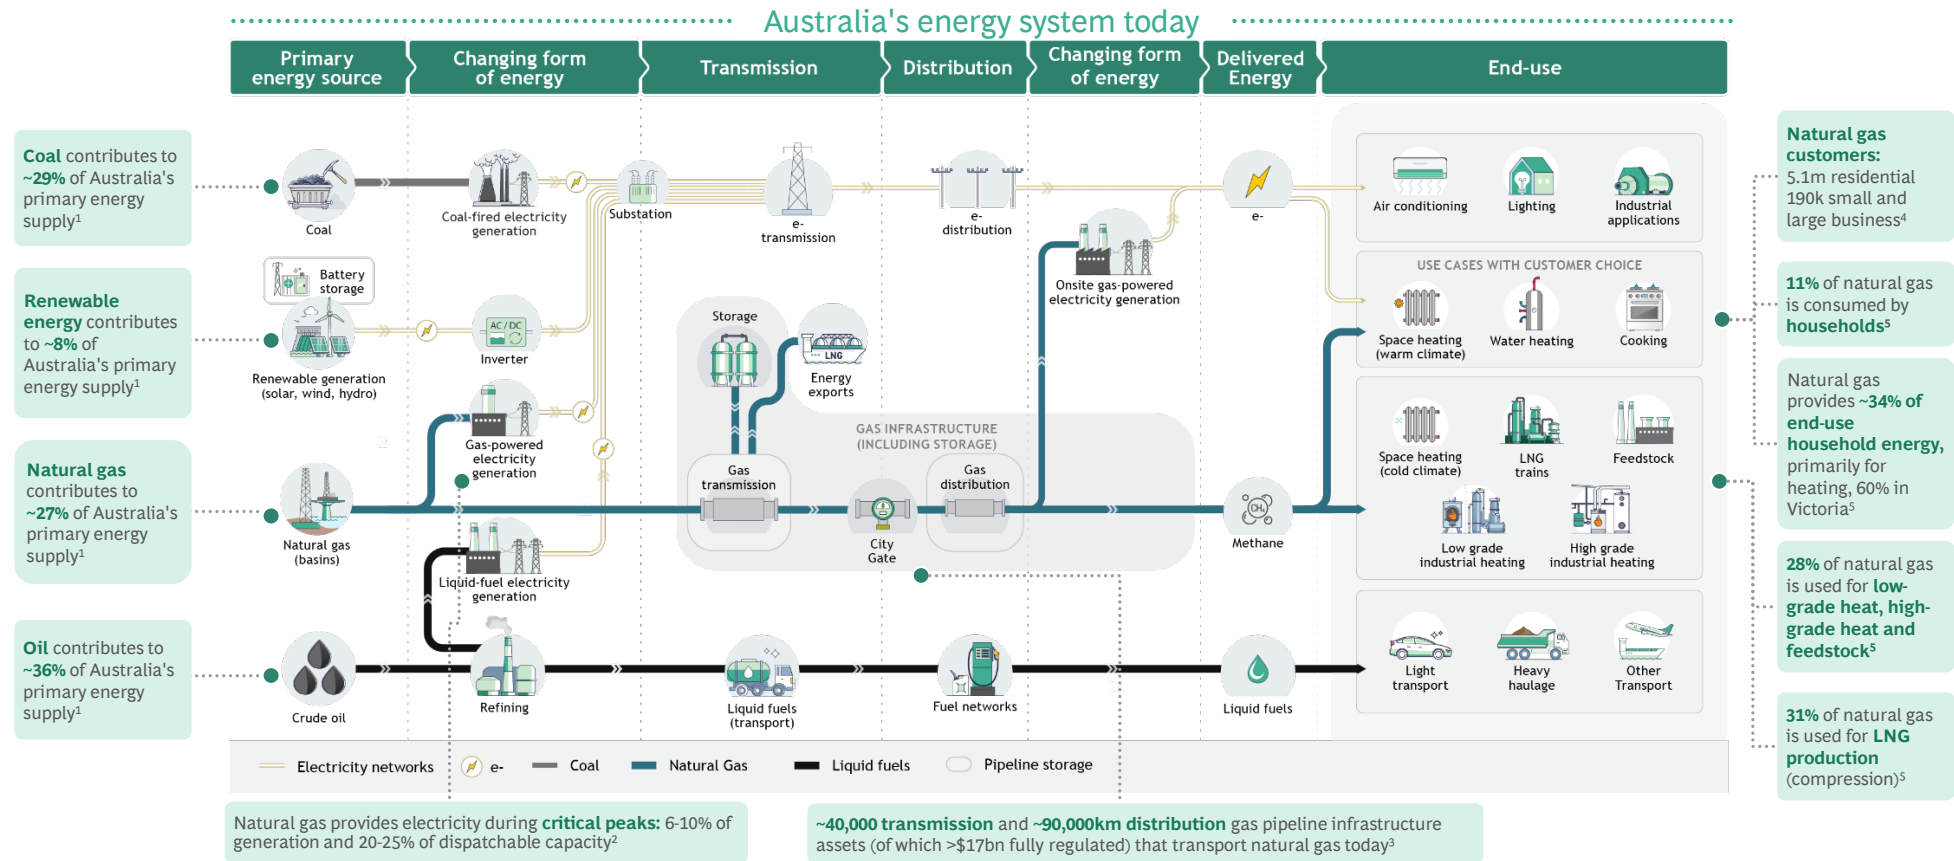 Australia's energy system today
Primary
energy source
Changing form
of energy
Transmission
Distribution
Changing form
of energy
Delivered
Energy
End-use
Coal contributes to
~29% of Australia's
primary energy
supply1
Renewable
energy contributes
to ~8% of
Australia's primary
energy supply1
Natural gas
contributes to
~27% of Australia's
primary energy
supply1
Oil contributes to
~36% of Australia's
primary energy
supply1
Coal
Battery
storage
Renewable generation
(solar, wind, hydro)
Natural gas
(basins)
Crude oil
Coal-fired electricity
generation
AC / DC
Inverter
Gas-powered
electricity
generation
Liquid-fuel electricity
generation
Refining
Substation
e-
transmission
Storage
LNG
Energy
exports
GAS INFRASTRUCTURE
(INCLUDING STORAGE)
Gas
transmission
City
Gate
Gas
distribution
Liquid fuels
(transport)
e-
distribution
Fuel networks
Onsite gas-powered
electricity generation
e-
CH4
Methane
Liquid fuels
Air conditioning
Lighting
Industrial
applications
USE CASES WITH CUSTOMER CHOICE
Space heating
(warm climate)
Water heating
Cooking
Space heating
(cold climate)
LNG
trains
Feedstock
Low grade
industrial heating
High grade
industrial heating
Light
transport
Heavy
haulage
Other
Transport
Natural gas
customers:
5.1m residential
190k small and
large business4
11% of natural gas
is consumed by
households5
Natural gas
provides ~34% of
end-use
household energy,
primarily for
heating, 60% in
Victoria5
28% of natural gas
is used for low-
grade heat, high-
grade heat and
feedstock5
31% of natural gas
is used for LNG
production
(compression)5
Electricity networks
e-
Coal
Natural Gas
Liquid fuels
Pipeline storage
Natural gas provides electricity during critical peaks: 6-10% of
generation and 20-25% of dispatchable capacity2
~40,000 transmission and ~90,000km distribution gas pipeline infrastructure
assets (of which >$17bn fully regulated) that transport natural gas today3